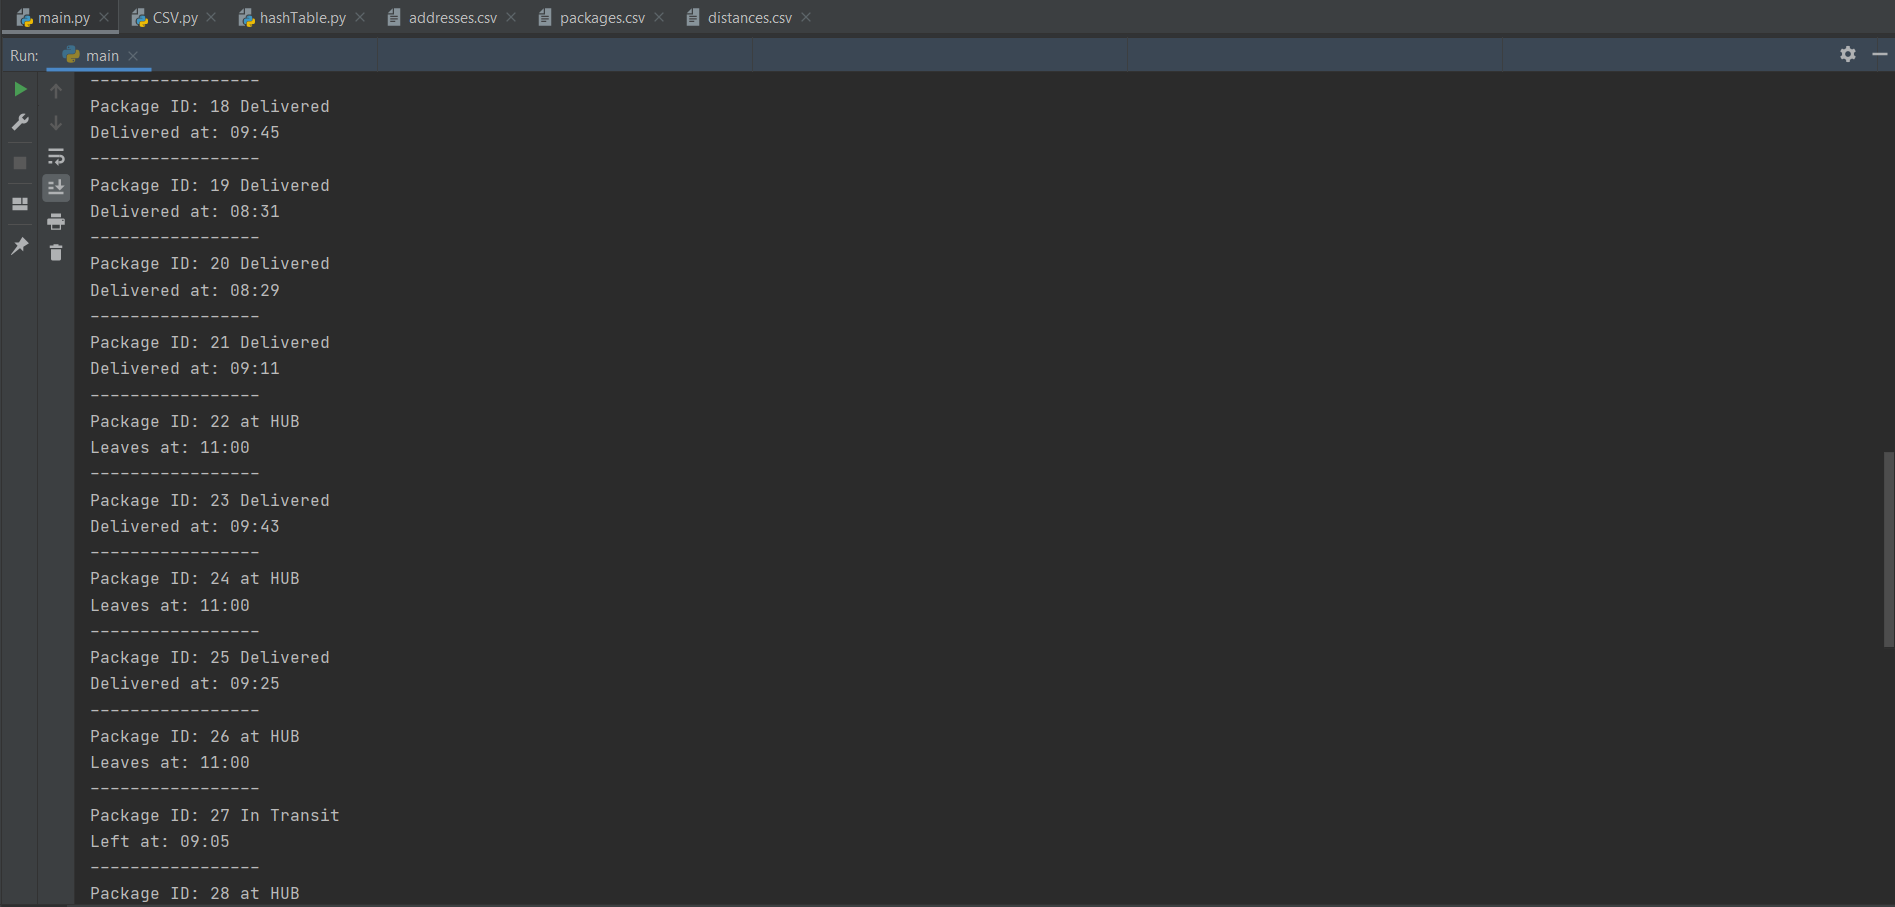 main.py CSV.py hashTable.py addresses.csv packages.csv distances.csv
Run: main
-----------------
Package ID: 18 Delivered
Delivered at: 09:45
-----------------
Package ID: 19 Delivered
Delivered at: 08:31
-----------------
Package ID: 20 Delivered
Delivered at: 08:29
-----------------
Package ID: 21 Delivered
Delivered at: 09:11
-----------------
Package ID: 22 at HUB
Leaves at: 11:00
-----------------
Package ID: 23 Delivered
Delivered at: 09:43
-----------------
Package ID: 24 at HUB
Leaves at: 11:00
-----------------
Package ID: 25 Delivered
Delivered at: 09:25
-----------------
Package ID: 26 at HUB
Leaves at: 11:00
-----------------
Package ID: 27 In Transit
Left at: 09:05
-----------------
Package ID: 28 at HUB